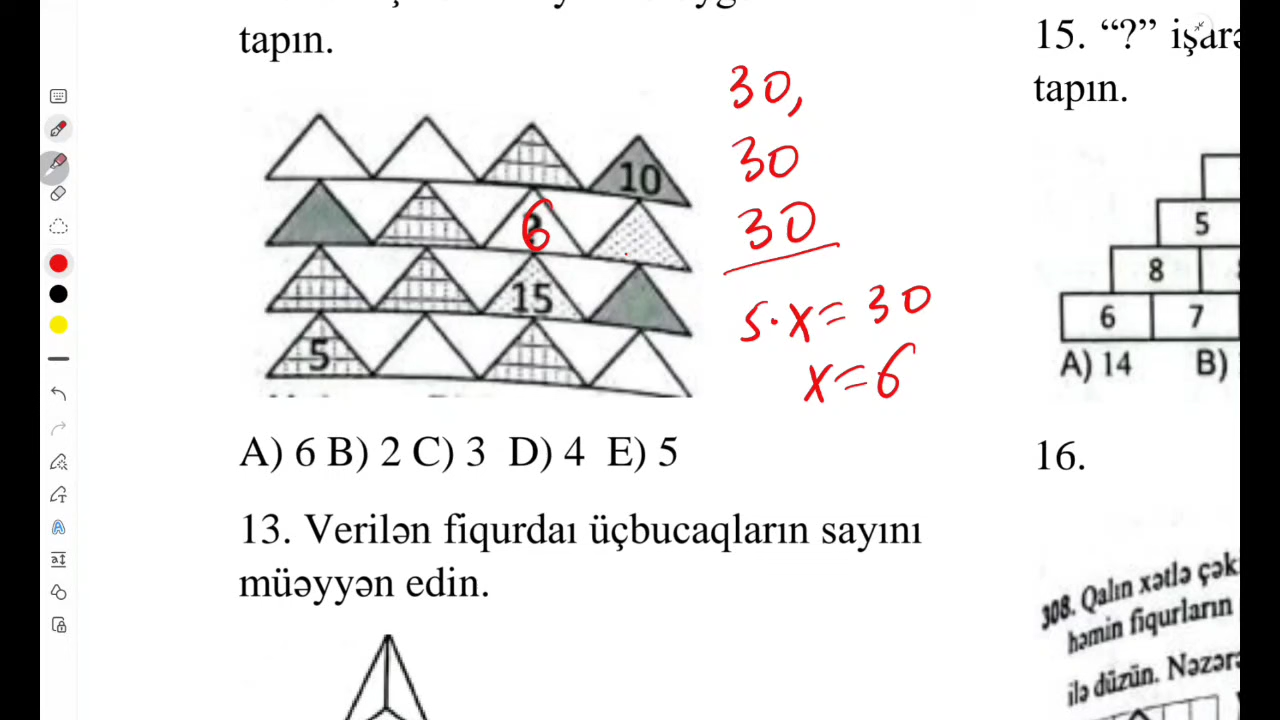 tapın.
10
6
15
5
30,
30
30
5·x=30
x=6
A) 6 B) 2 C) 3 D) 4 E) 5
13. Verilən fiqurdaı üçbucaqların sayını
müəyyən edin.
15. “?” işarə
tapın.
5
8
6 7
A) 14 B)
16.
308. Qalın xətlə çək
həmin fiqurların
ilə düzün. Nəzərə